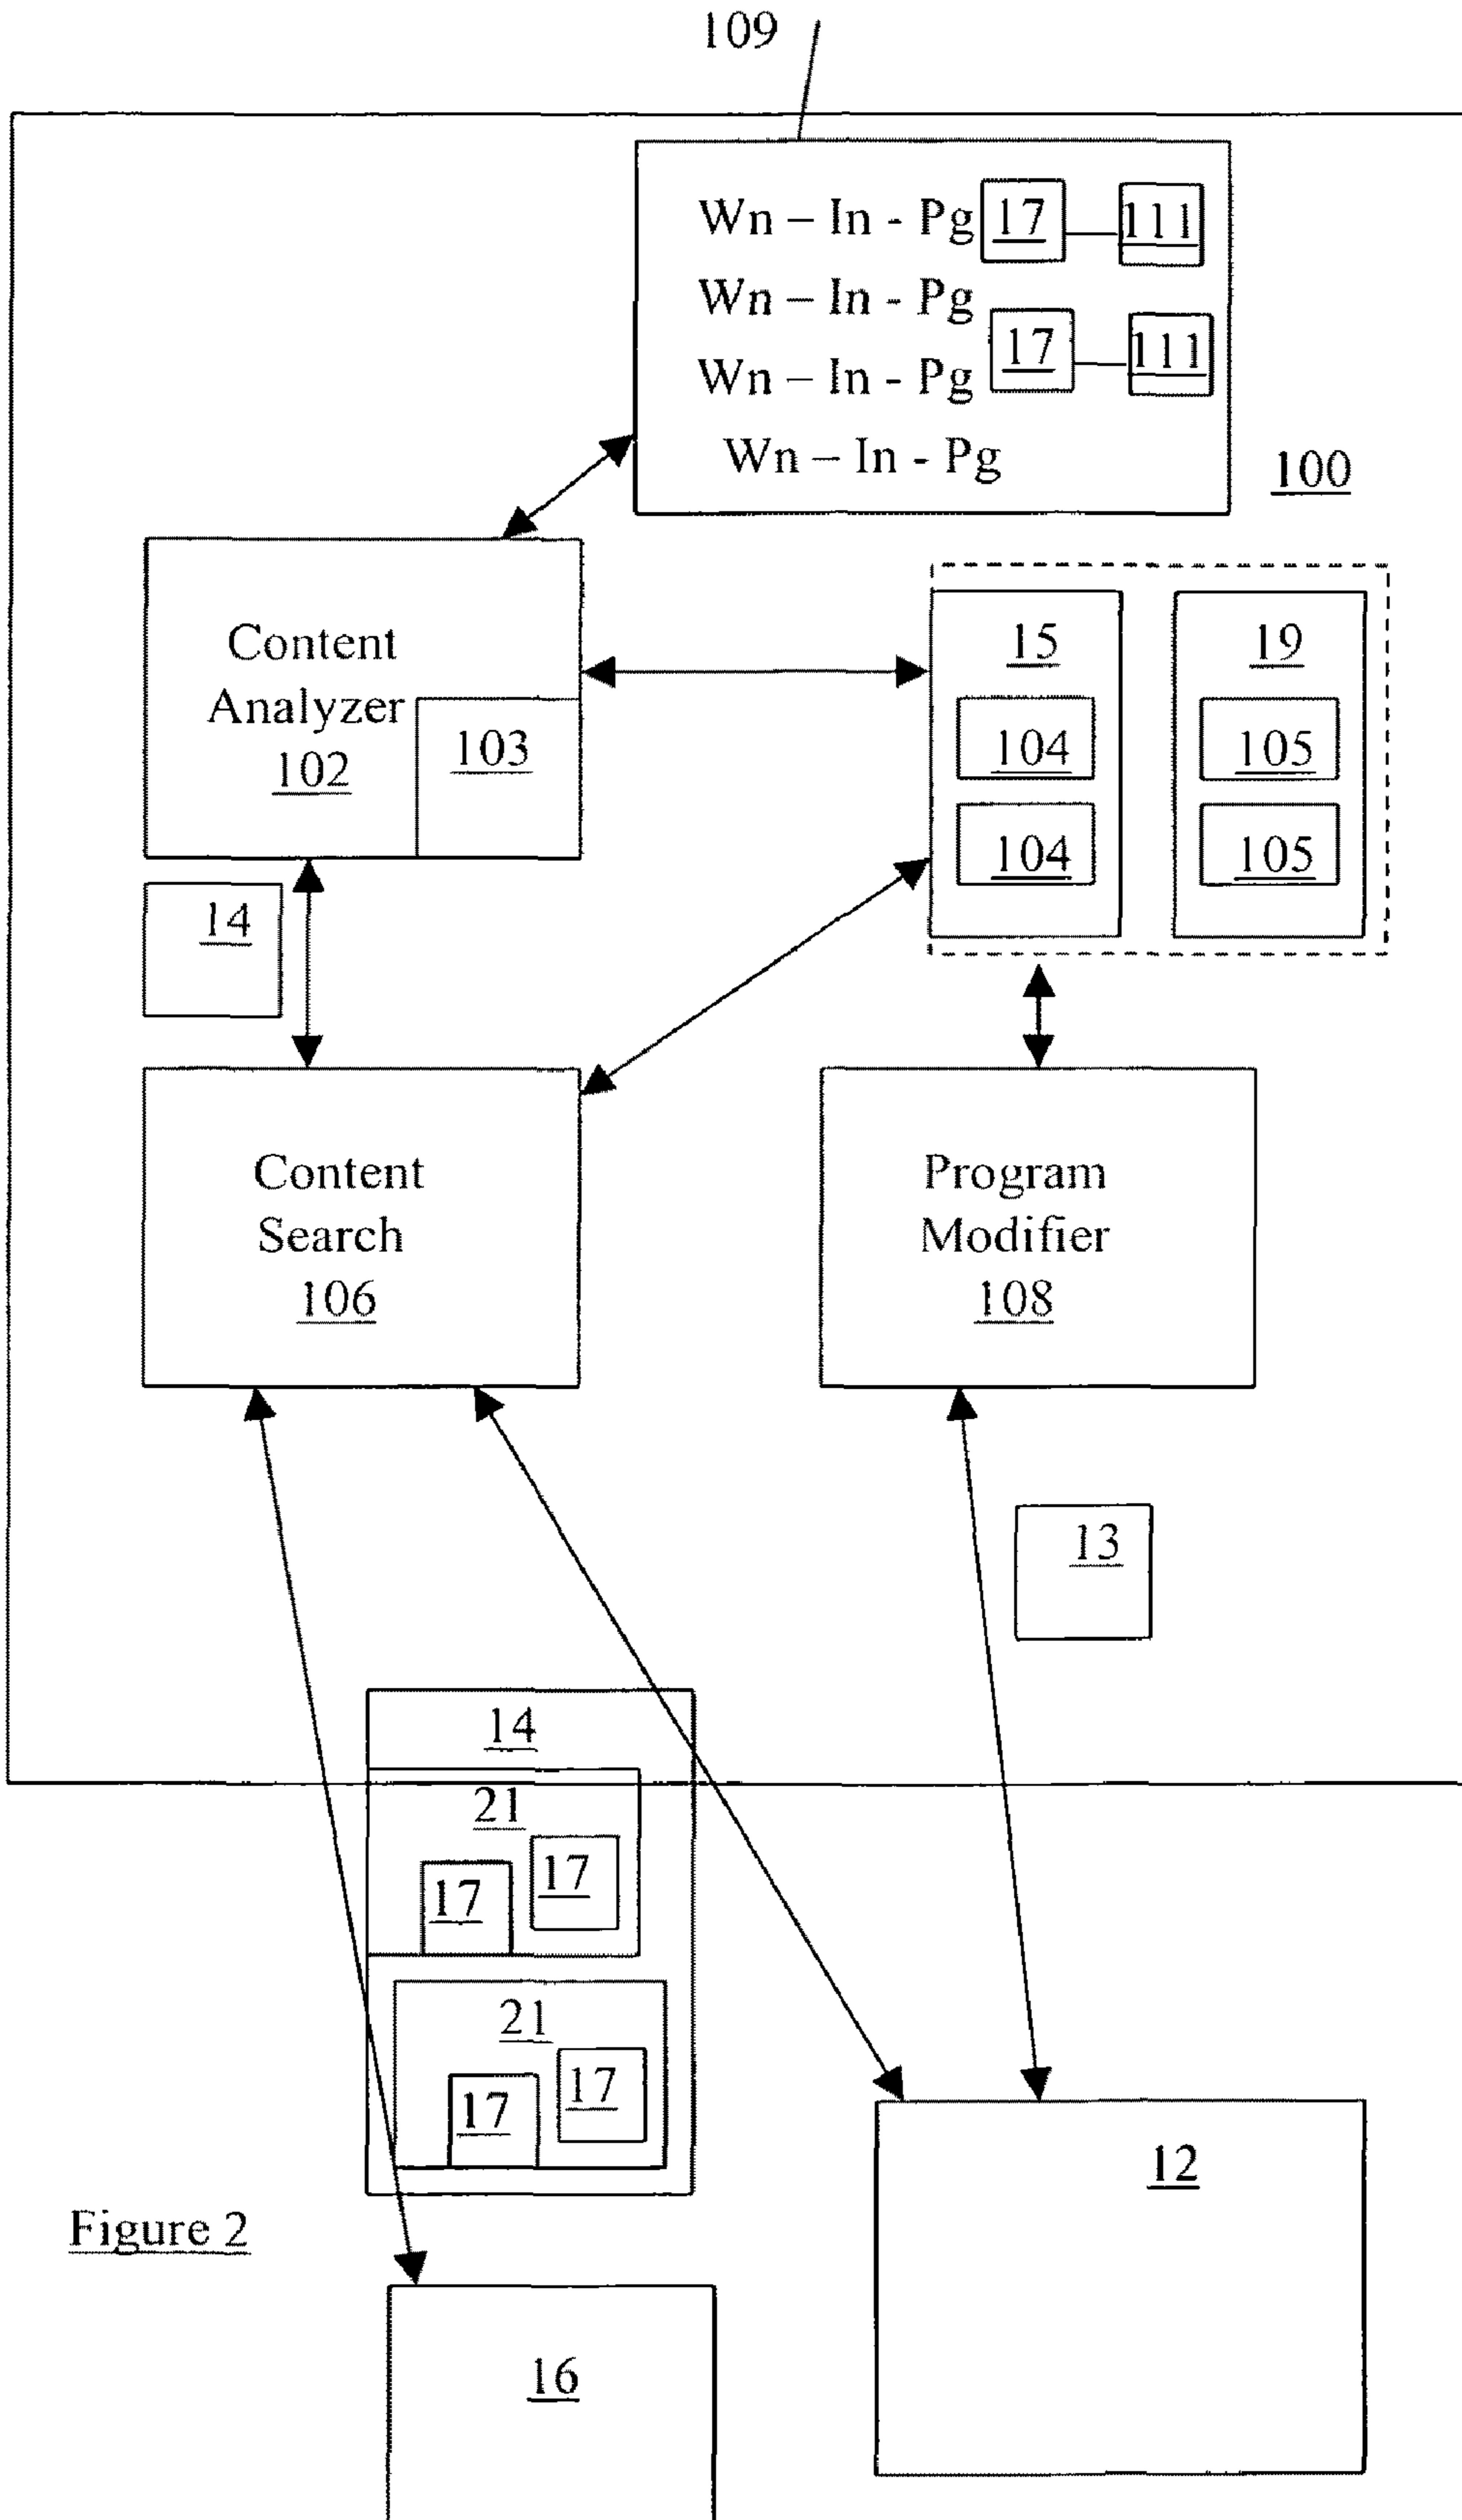 109
Wn – In - Pg 17 111
Wn – In - Pg
Wn – In - Pg 17 111
Wn – In - Pg
100
Content
Analyzer
102
103
15
104
104
19
105
105
14
Content
Search
106
Program
Modifier
108
13
14
21
17
17
21
17
17
12
Figure 2
16